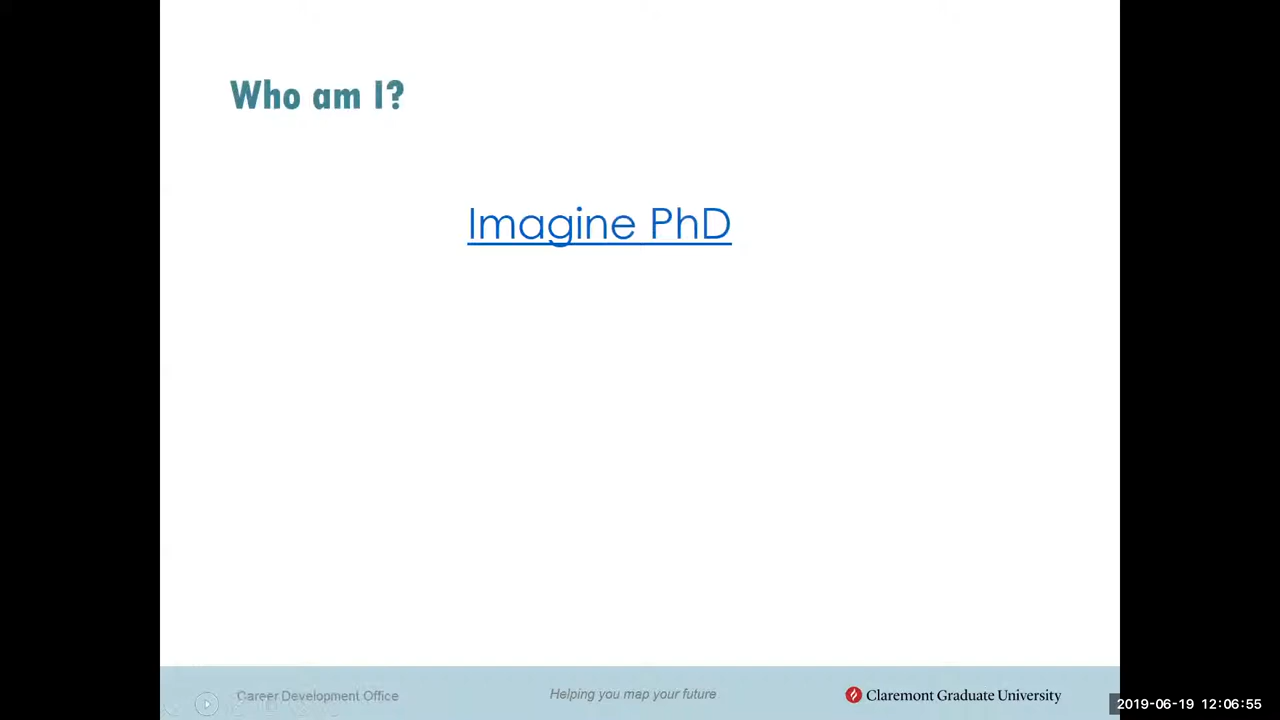 Who am I?
Imagine PhD
Career Development Office
Helping you map your future
Claremont Graduate University
2019-06-19 12:06:55